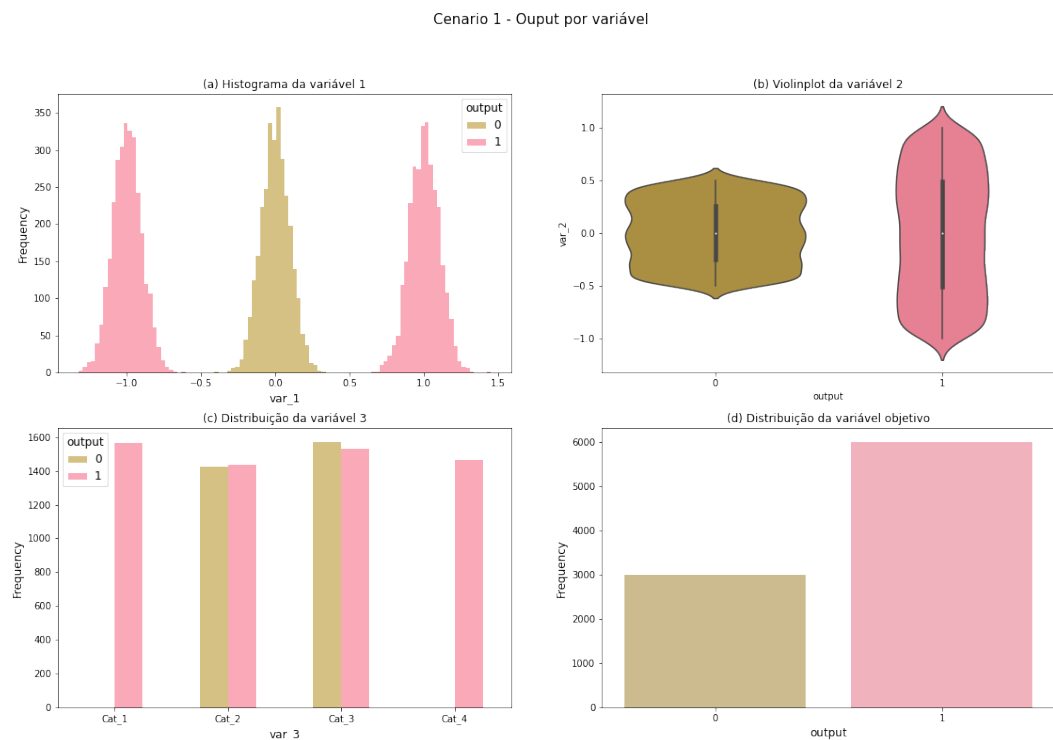 Cenario 1 - Ouput por variável
(a) Histograma da variável 1
output
0
1
350
300
250
200
150
100
50
0
Frequency
−1.0 −0.5 0.0 0.5 1.0 1.5
var_1
(b) Violinplot da variável 2
1.0
0.5
0.0
−0.5
−1.0
var_2
0 1
output
(c) Distribuição da variável 3
output
0
1
1600
1400
1200
1000
800
600
400
200
0
Frequency
Cat_1 Cat_2 Cat_3 Cat_4
var_3
(d) Distribuição da variável objetivo
6000
5000
4000
3000
2000
1000
0
Frequency
0 1
output